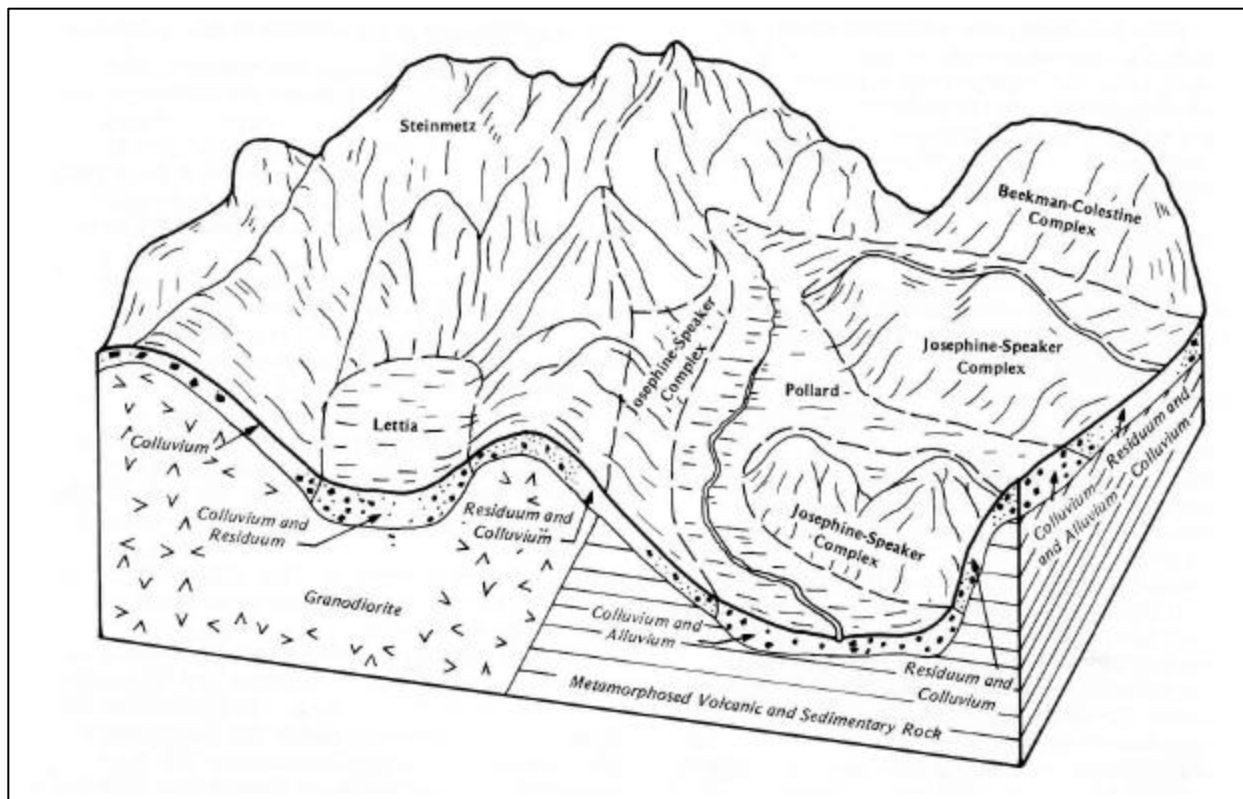 Steinmetz
Beekman-Colestine
Complex
Josephine-Speaker
Complex
Josephine-Speaker
Complex
Pollard
Lettia
Colluvium
Colluvium and
Residuum
Residuum and
Colluvium
Josephine-Speaker
Complex
Residuum and
Colluvium
Colluvium
and Alluvium
Granodiorite
Colluvium and
Alluvium
Residuum and
Colluvium
Metamorphosed Volcanic and Sedimentary Rock